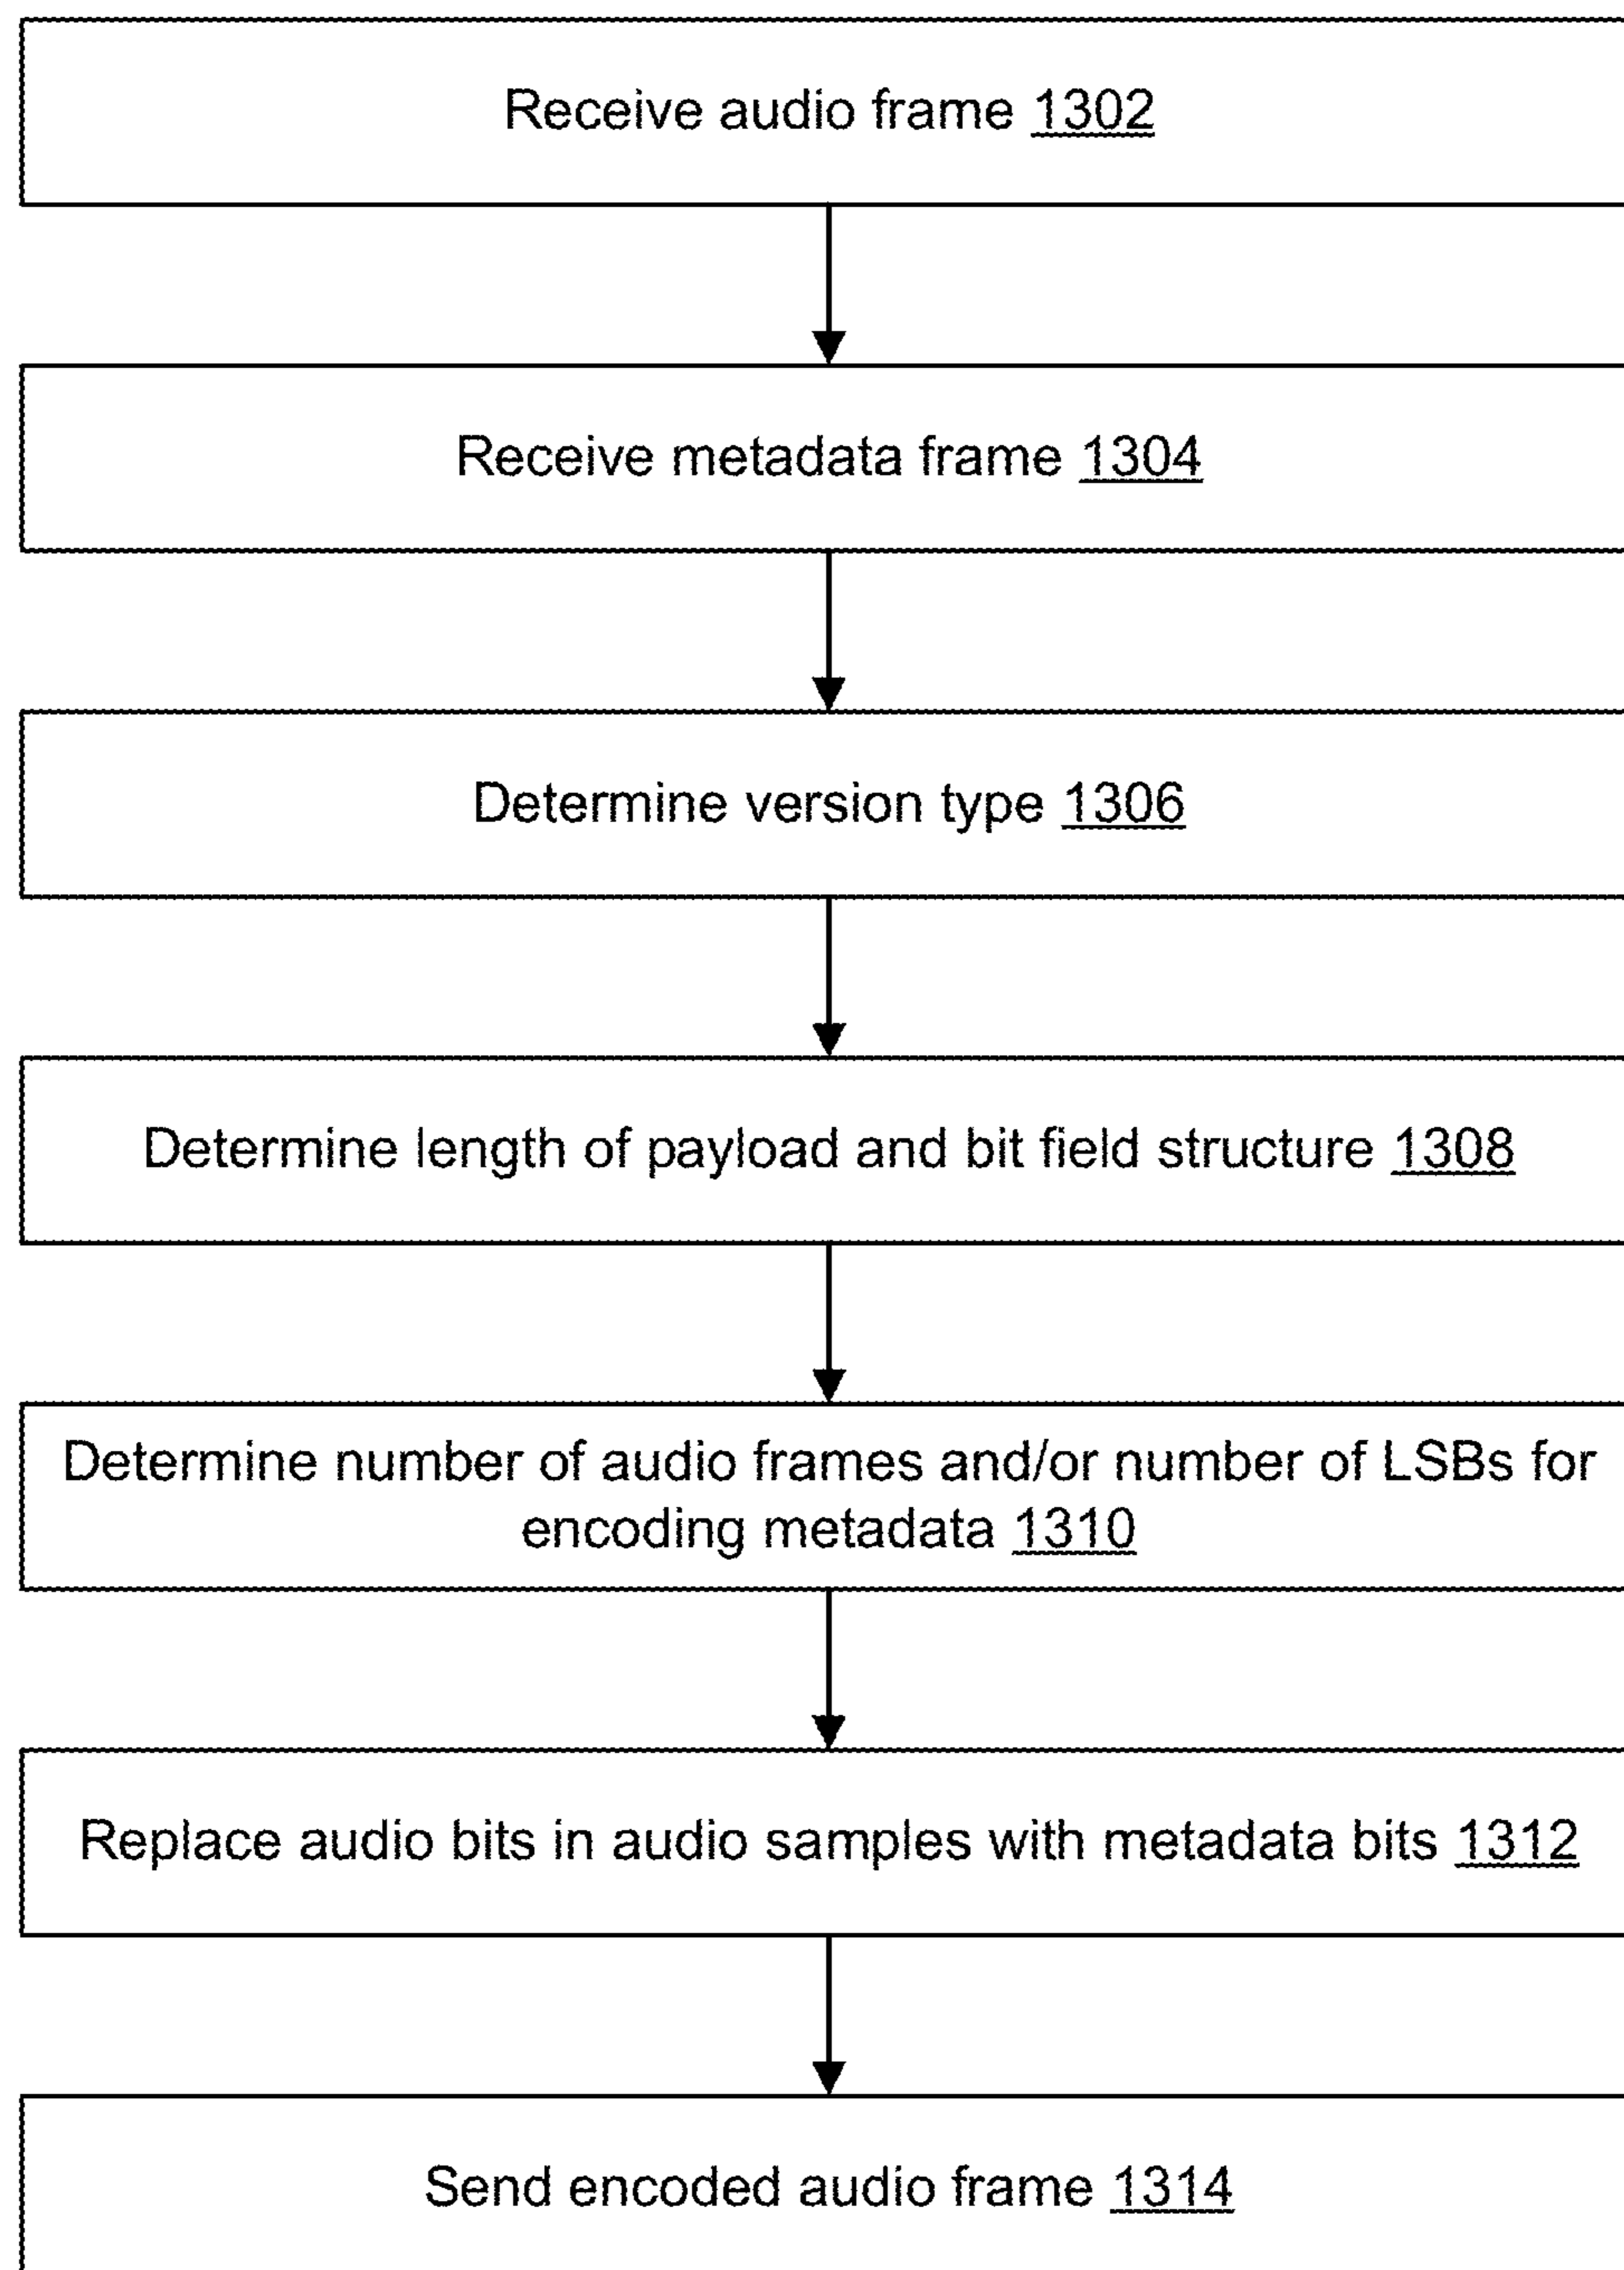 Receive audio frame 1302
Receive metadata frame 1304
Determine version type 1306
Determine length of payload and bit field structure 1308
Determine number of audio frames and/or number of LSBs for
encoding metadata 1310
Replace audio bits in audio samples with metadata bits 1312
Send encoded audio frame 1314